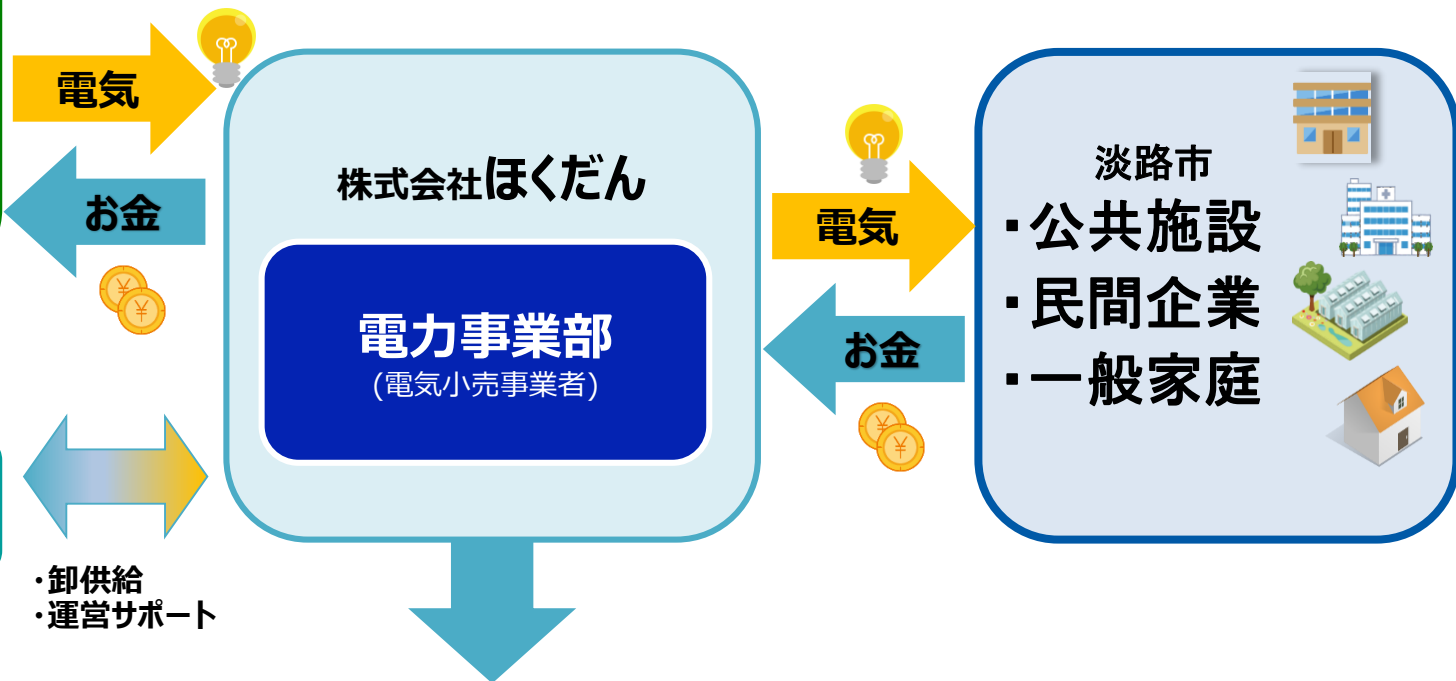 電気
お金
・卸供給
・運営サポート
株式会社ほくだん
電力事業部
(電気小売事業者)
電気
お金
淡路市
・公共施設
・民間企業
・一般家庭